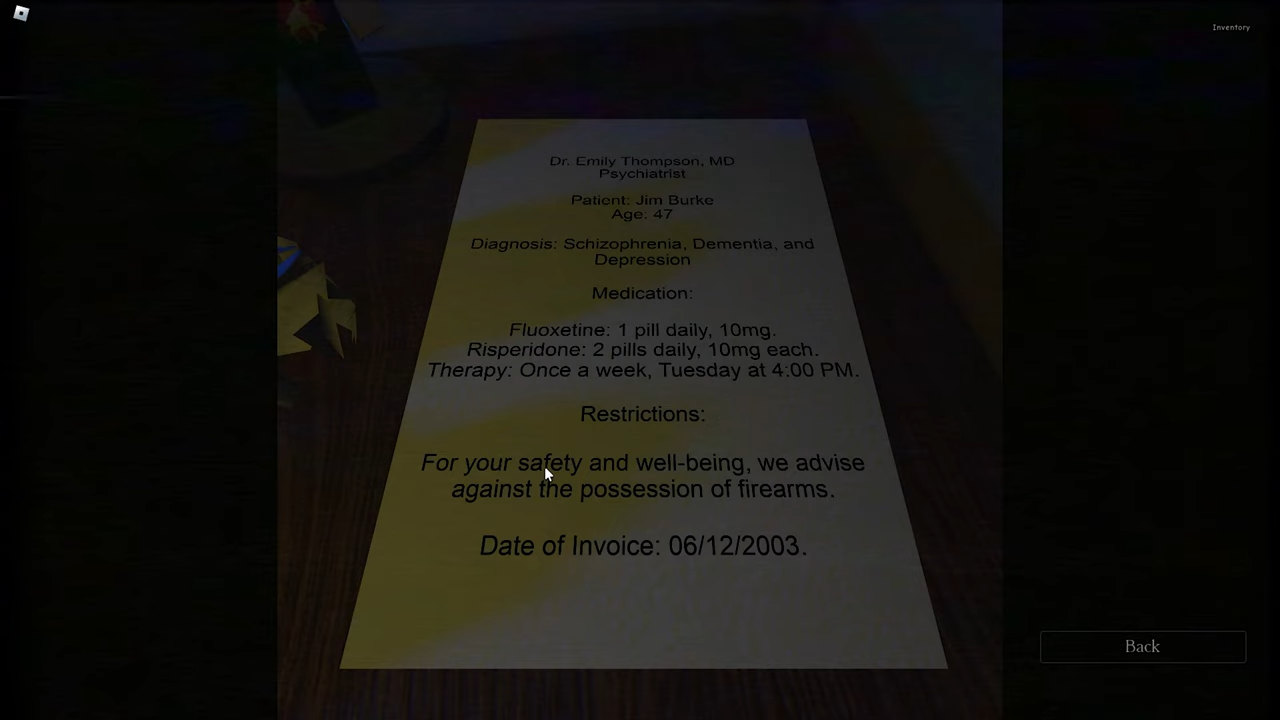 Inventory
Dr. Emily Thompson, MD
Psychiatrist
Patient: Jim Burke
Age: 47
Diagnosis: Schizophrenia, Dementia, and
Depression
Medication:
Fluoxetine: 1 pill daily, 10mg.
Risperidone: 2 pills daily, 10mg each.
Therapy: Once a week, Tuesday at 4:00 PM.
Restrictions:
For your safety and well-being, we advise
against the possession of firearms.
Date of Invoice: 06/12/2003.
Back